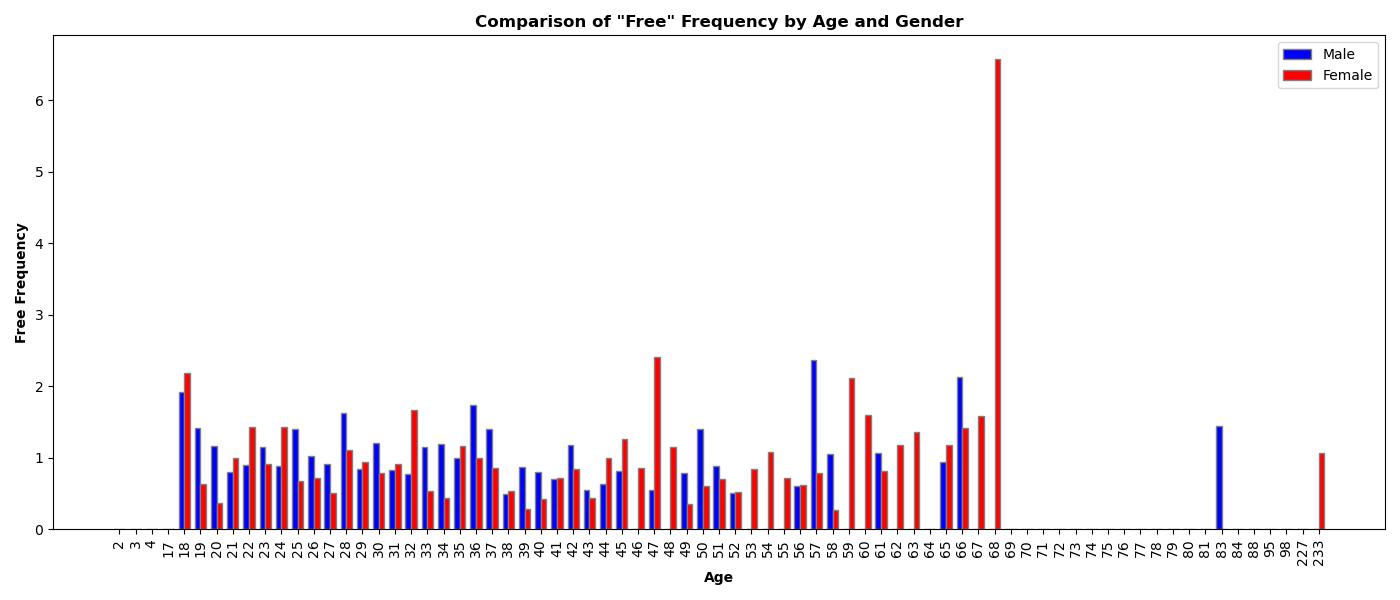 Comparison of "Free" Frequency by Age and Gender
Male
Female
Free Frequency
6
5
4
3
2
1
0
2 3 4 17 18 19 20 21 22 23 24 25 26 27 28 29 30 31 32 33 34 35 36 37 38 39 40 41 42 43 44 45 46 47 48 49 50 51 52 53 54 55 56 57 58 59 60 61 62 63 64 65 66 67 68 69 70 71 72 73 74 75 76 77 78 79 80 81 83 84 88 95 98 227 233
Age